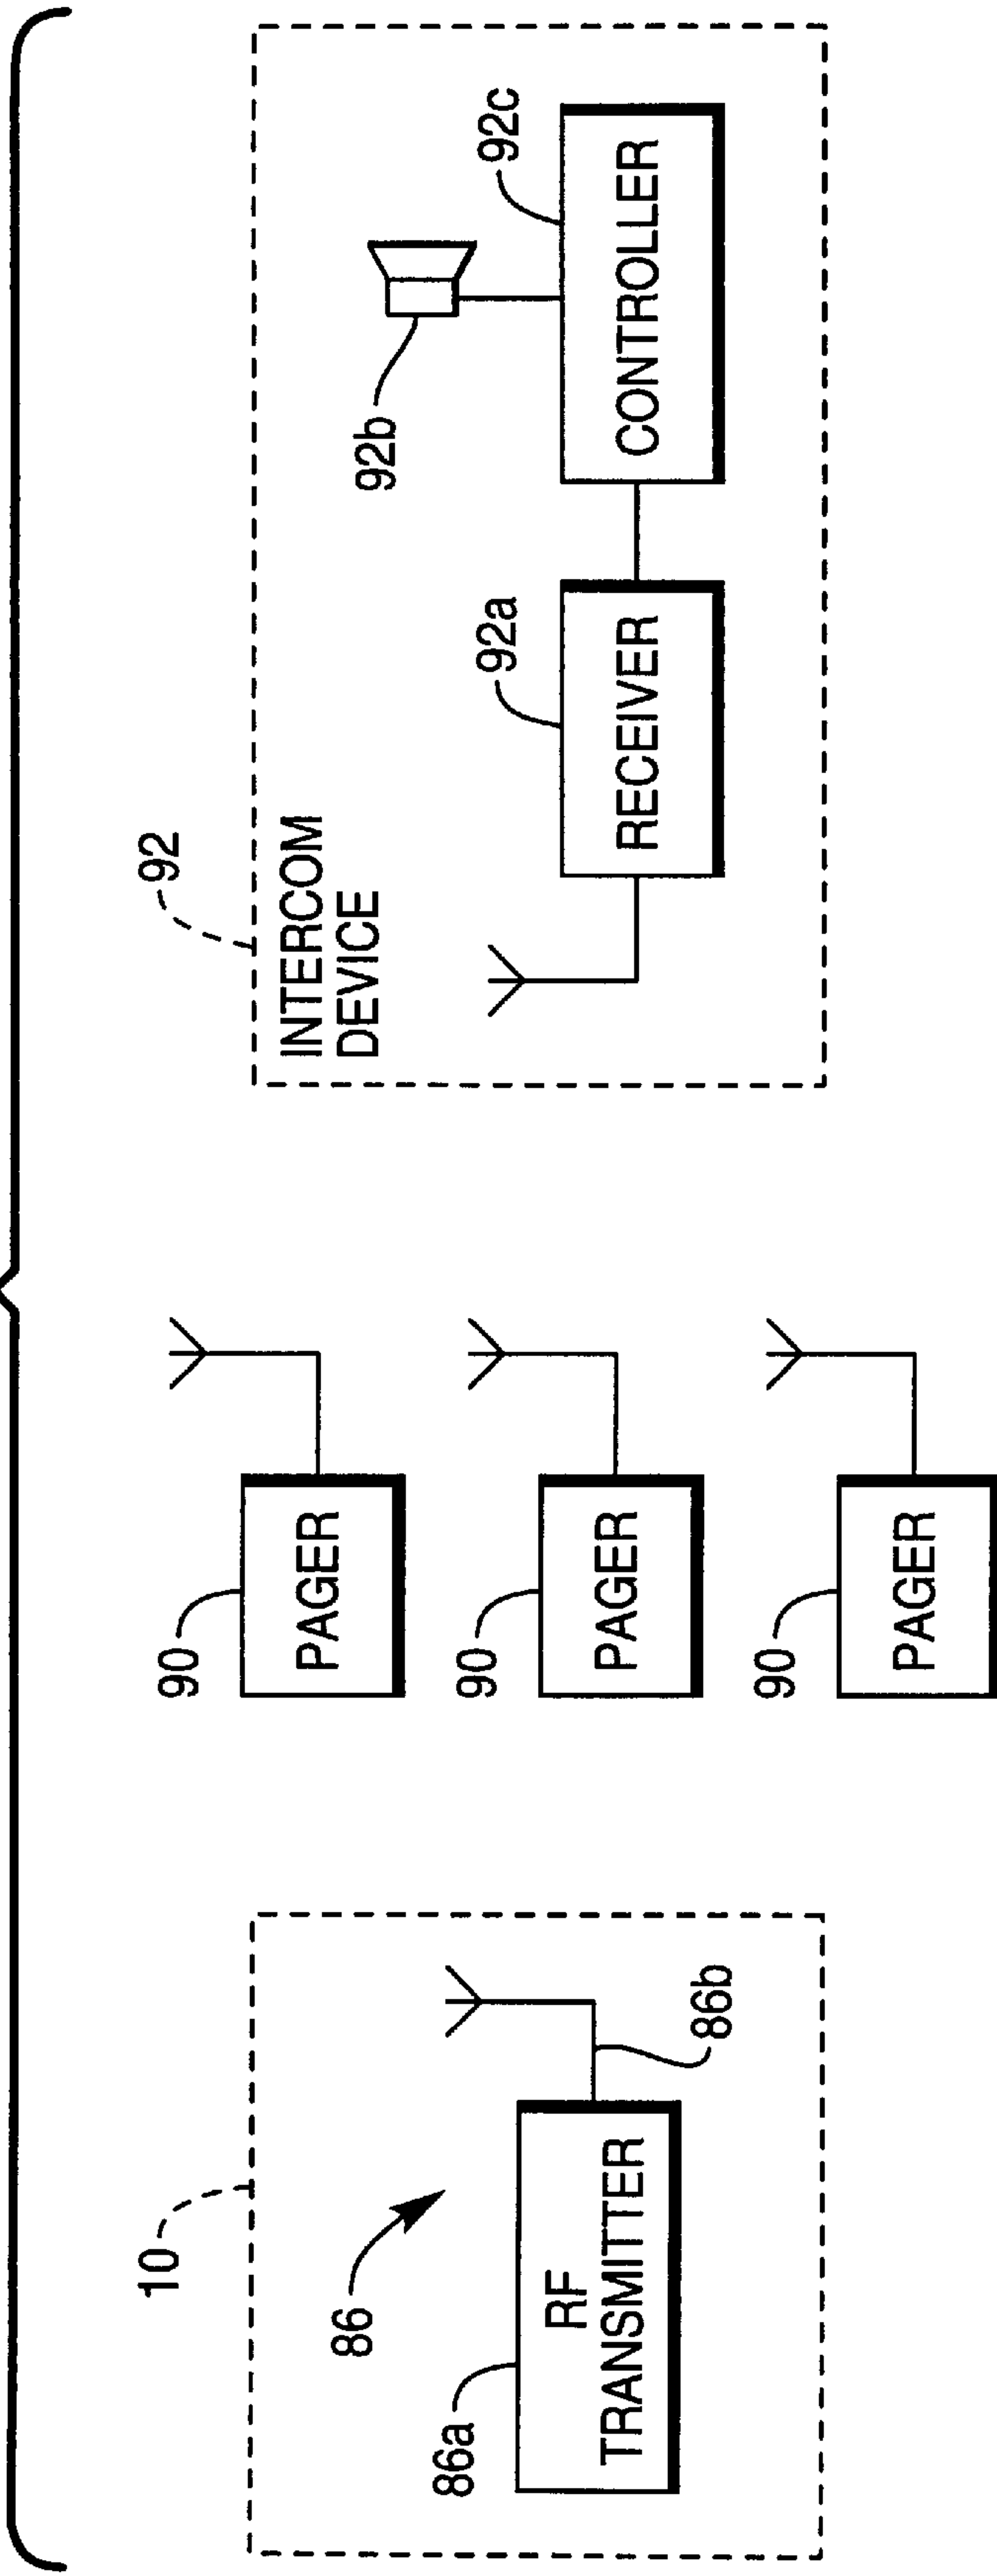 10
86
86a
RF
TRANSMITTER
86b
90
PAGER
90
PAGER
90
PAGER
92
INTERCOM
DEVICE
92b
92a
92c
RECEIVER
CONTROLLER